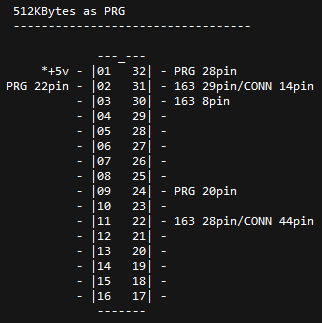 512KBytes as PRG
----------------------------------
---_---
*+5v - |01 32| - PRG 28pin
PRG 22pin - |02 31| - 163 29pin/CONN 14pin
- |03 30| - 163 8pin
- |04 29| -
- |05 28| -
- |06 27| -
- |07 26| -
- |08 25| -
- |09 24| - PRG 20pin
- |10 23| -
- |11 22| - 163 28pin/CONN 44pin
- |12 21| -
- |13 20| -
- |14 19| -
- |15 18| -
- |16 17| -
-------